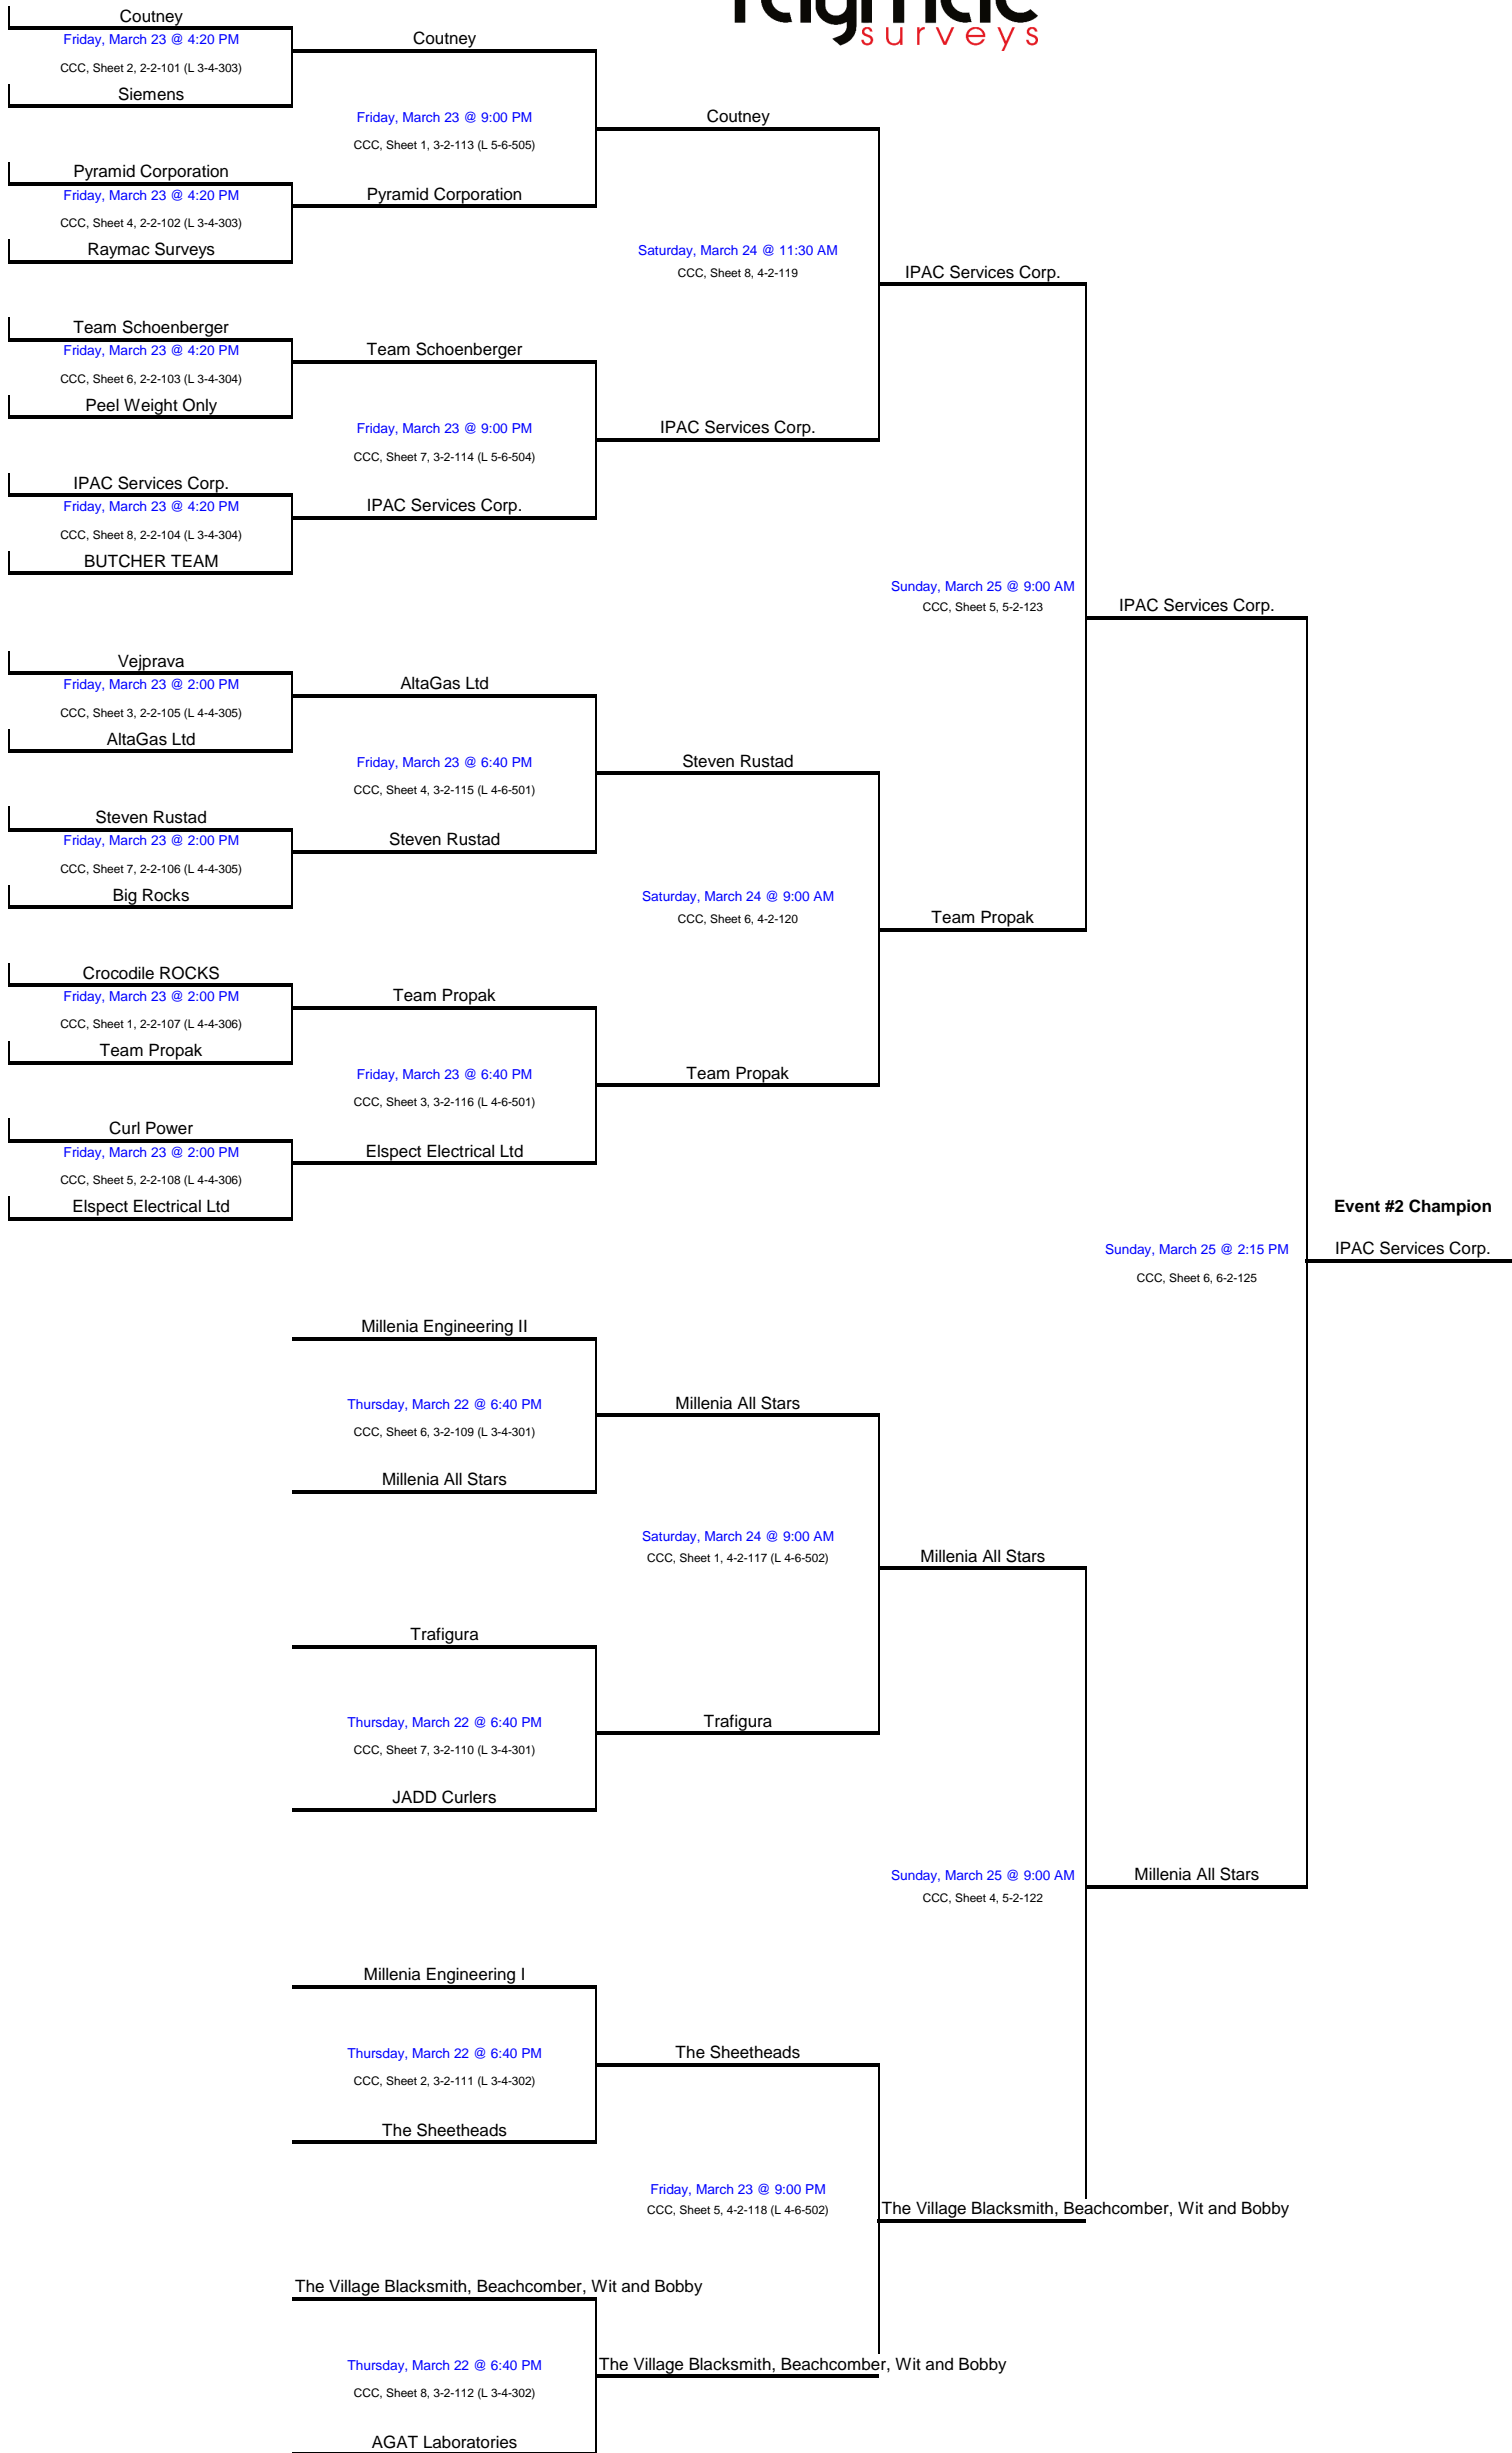 surveys
Coutney
Friday, March 23 @ 4:20 PM
CCC, Sheet 2, 2-2-101 (L 3-4-303)
Siemens
Coutney
Friday, March 23 @ 9:00 PM
CCC, Sheet 1, 3-2-113 (L 5-6-505)
Pyramid Corporation
Pyramid Corporation
Friday, March 23 @ 4:20 PM
CCC, Sheet 4, 2-2-102 (L 3-4-303)
Raymac Surveys
Coutney
Saturday, March 24 @ 11:30 AM
CCC, Sheet 8, 4-2-119
IPAC Services Corp.
Team Schoenberger
Friday, March 23 @ 4:20 PM
CCC, Sheet 6, 2-2-103 (L 3-4-304)
Peel Weight Only
Team Schoenberger
Friday, March 23 @ 9:00 PM
CCC, Sheet 7, 3-2-114 (L 5-6-504)
IPAC Services Corp.
IPAC Services Corp.
IPAC Services Corp.
Friday, March 23 @ 4:20 PM
CCC, Sheet 8, 2-2-104 (L 3-4-304)
BUTCHER TEAM
Sunday, March 25 @ 9:00 AM
CCC, Sheet 5, 5-2-123
IPAC Services Corp.
Vejprava
Friday, March 23 @ 2:00 PM
CCC, Sheet 3, 2-2-105 (L 4-4-305)
AltaGas Ltd
AltaGas Ltd
Friday, March 23 @ 6:40 PM
CCC, Sheet 4, 3-2-115 (L 4-6-501)
Steven Rustad
Steven Rustad
Steven Rustad
Friday, March 23 @ 2:00 PM
CCC, Sheet 7, 2-2-106 (L 4-4-305)
Big Rocks
Saturday, March 24 @ 9:00 AM
CCC, Sheet 6, 4-2-120
Team Propak
Crocodile ROCKS
Friday, March 23 @ 2:00 PM
CCC, Sheet 1, 2-2-107 (L 4-4-306)
Team Propak
Team Propak
Friday, March 23 @ 6:40 PM
CCC, Sheet 3, 3-2-116 (L 4-6-501)
Elspect Electrical Ltd
Team Propak
Curl Power
Friday, March 23 @ 2:00 PM
CCC, Sheet 5, 2-2-108 (L 4-4-306)
Elspect Electrical Ltd
Event #2 Champion
Sunday, March 25 @ 2:15 PM
CCC, Sheet 6, 6-2-125
IPAC Services Corp.
Millenia Engineering II
Thursday, March 22 @ 6:40 PM
CCC, Sheet 6, 3-2-109 (L 3-4-301)
Millenia All Stars
Millenia All Stars
Saturday, March 24 @ 9:00 AM
CCC, Sheet 1, 4-2-117 (L 4-6-502)
Millenia All Stars
Trafigura
Thursday, March 22 @ 6:40 PM
CCC, Sheet 7, 3-2-110 (L 3-4-301)
JADD Curlers
Trafigura
Sunday, March 25 @ 9:00 AM
CCC, Sheet 4, 5-2-122
Millenia All Stars
Millenia Engineering I
Thursday, March 22 @ 6:40 PM
CCC, Sheet 2, 3-2-111 (L 3-4-302)
The Sheetheads
The Sheetheads
Friday, March 23 @ 9:00 PM
CCC, Sheet 5, 4-2-118 (L 4-6-502)
The Village Blacksmith, Beachcomber, Wit and Bobby
The Village Blacksmith, Beachcomber, Wit and Bobby
Thursday, March 22 @ 6:40 PM
CCC, Sheet 8, 3-2-112 (L 3-4-302)
The Village Blacksmith, Beachcomber, Wit and Bobby
AGAT Laboratories